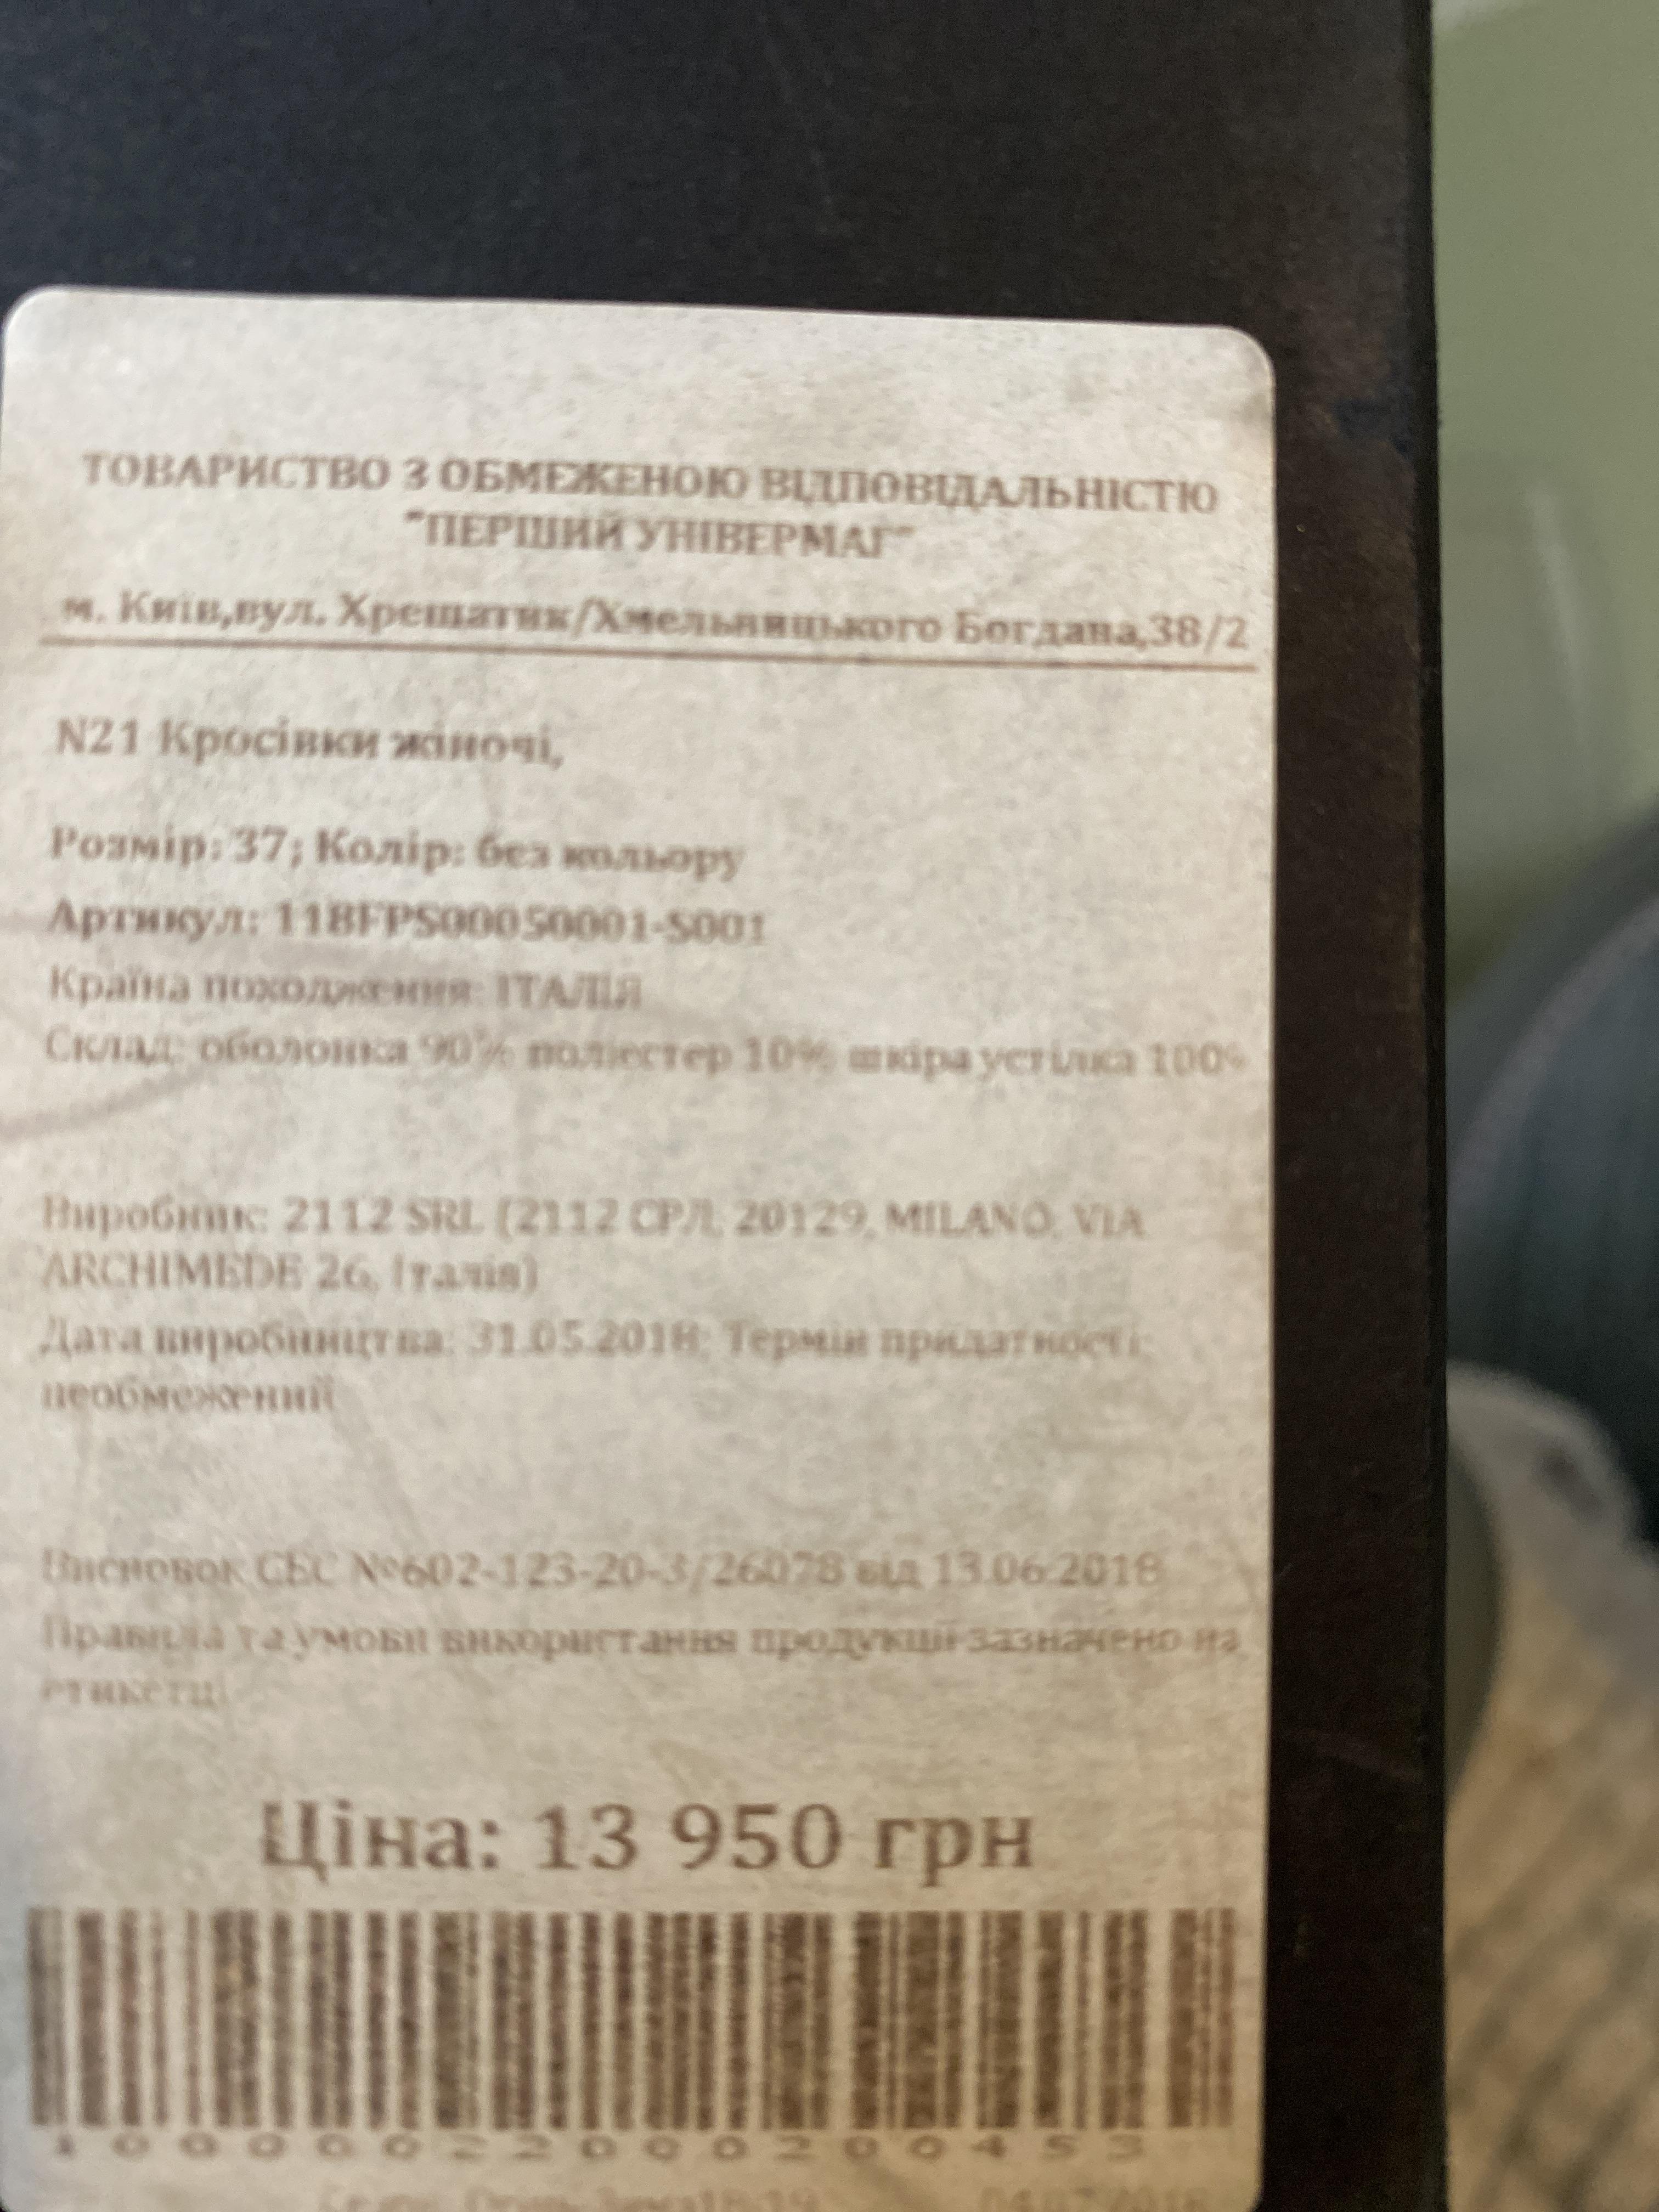 ТОВАРИСТВО З ОБМЕЖЕНОЮ ВІДПОВІДАЛЬНІСТЮ
"ПЕРШИЙ УНІВЕРМАГ"
м. Київ,вул. Хрещатик/Хмельницького Богдана,38/2
N21 Кросівки жіночі,
Розмір: 37; Колір: без кольору
Артикул: 118FPS00050001-S001
Країна походження: ІТАЛІЯ
Склад: оболонка 90% поліестер 10% шкіра устілка 100%
Виробник: 2112 SRL (2112 СРЛ, 20129, MILANO, VIA
ARCHIMEDE 26, Італія)
Дата виробництва: 31.05.2018; Термін придатності:
необмежений
Висновок СЕС №602-123-20-3/26078 від 13.06.2018
Правила та умови використання продукції зазначено на
етикетці
Ціна: 13 950 грн
10000022000200453